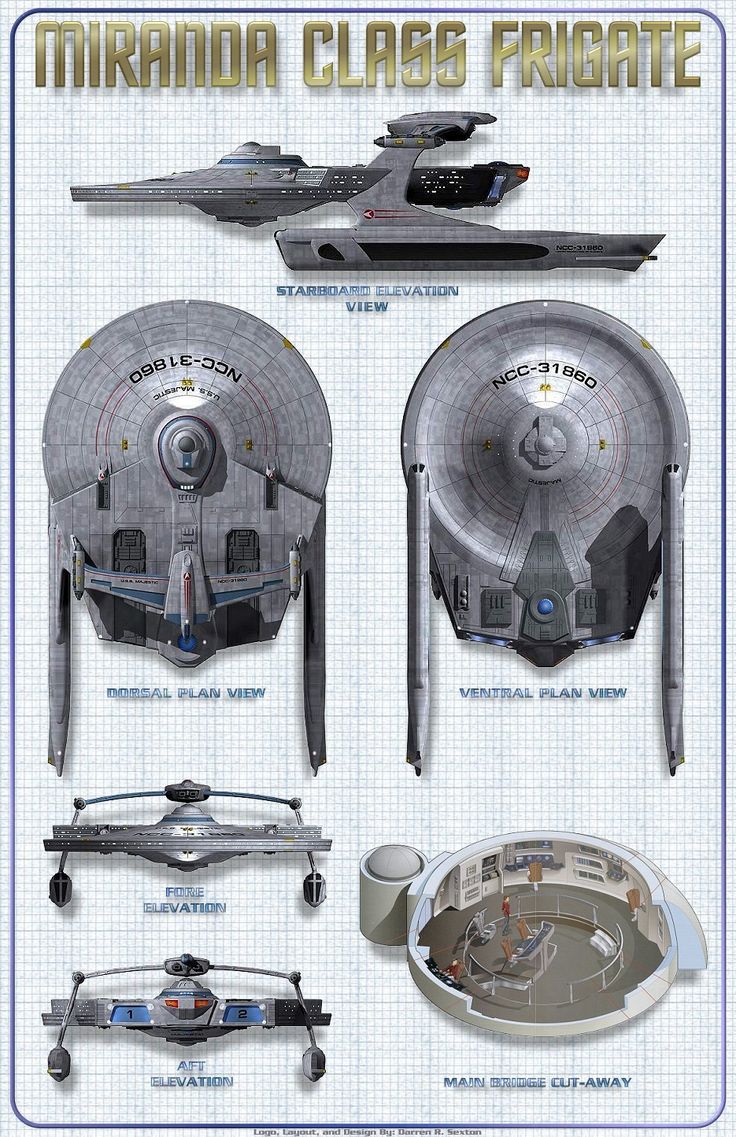 MIRANDA CLASS FRIGATE
NCC-31860
STARBOARD ELEVATION
VIEW
NCC-31860
U.S.S. MAJESTIC
U.S.S. MAJESTIC
NCC-31860
DORSAL PLAN VIEW
NCC-31860
MAJESTIC
VENTRAL PLAN VIEW
FORE
ELEVATION
1
2
AFT
ELEVATION
MAIN BRIDGE CUT-AWAY
Logo, Layout, and Design By: Darren R. Sexton